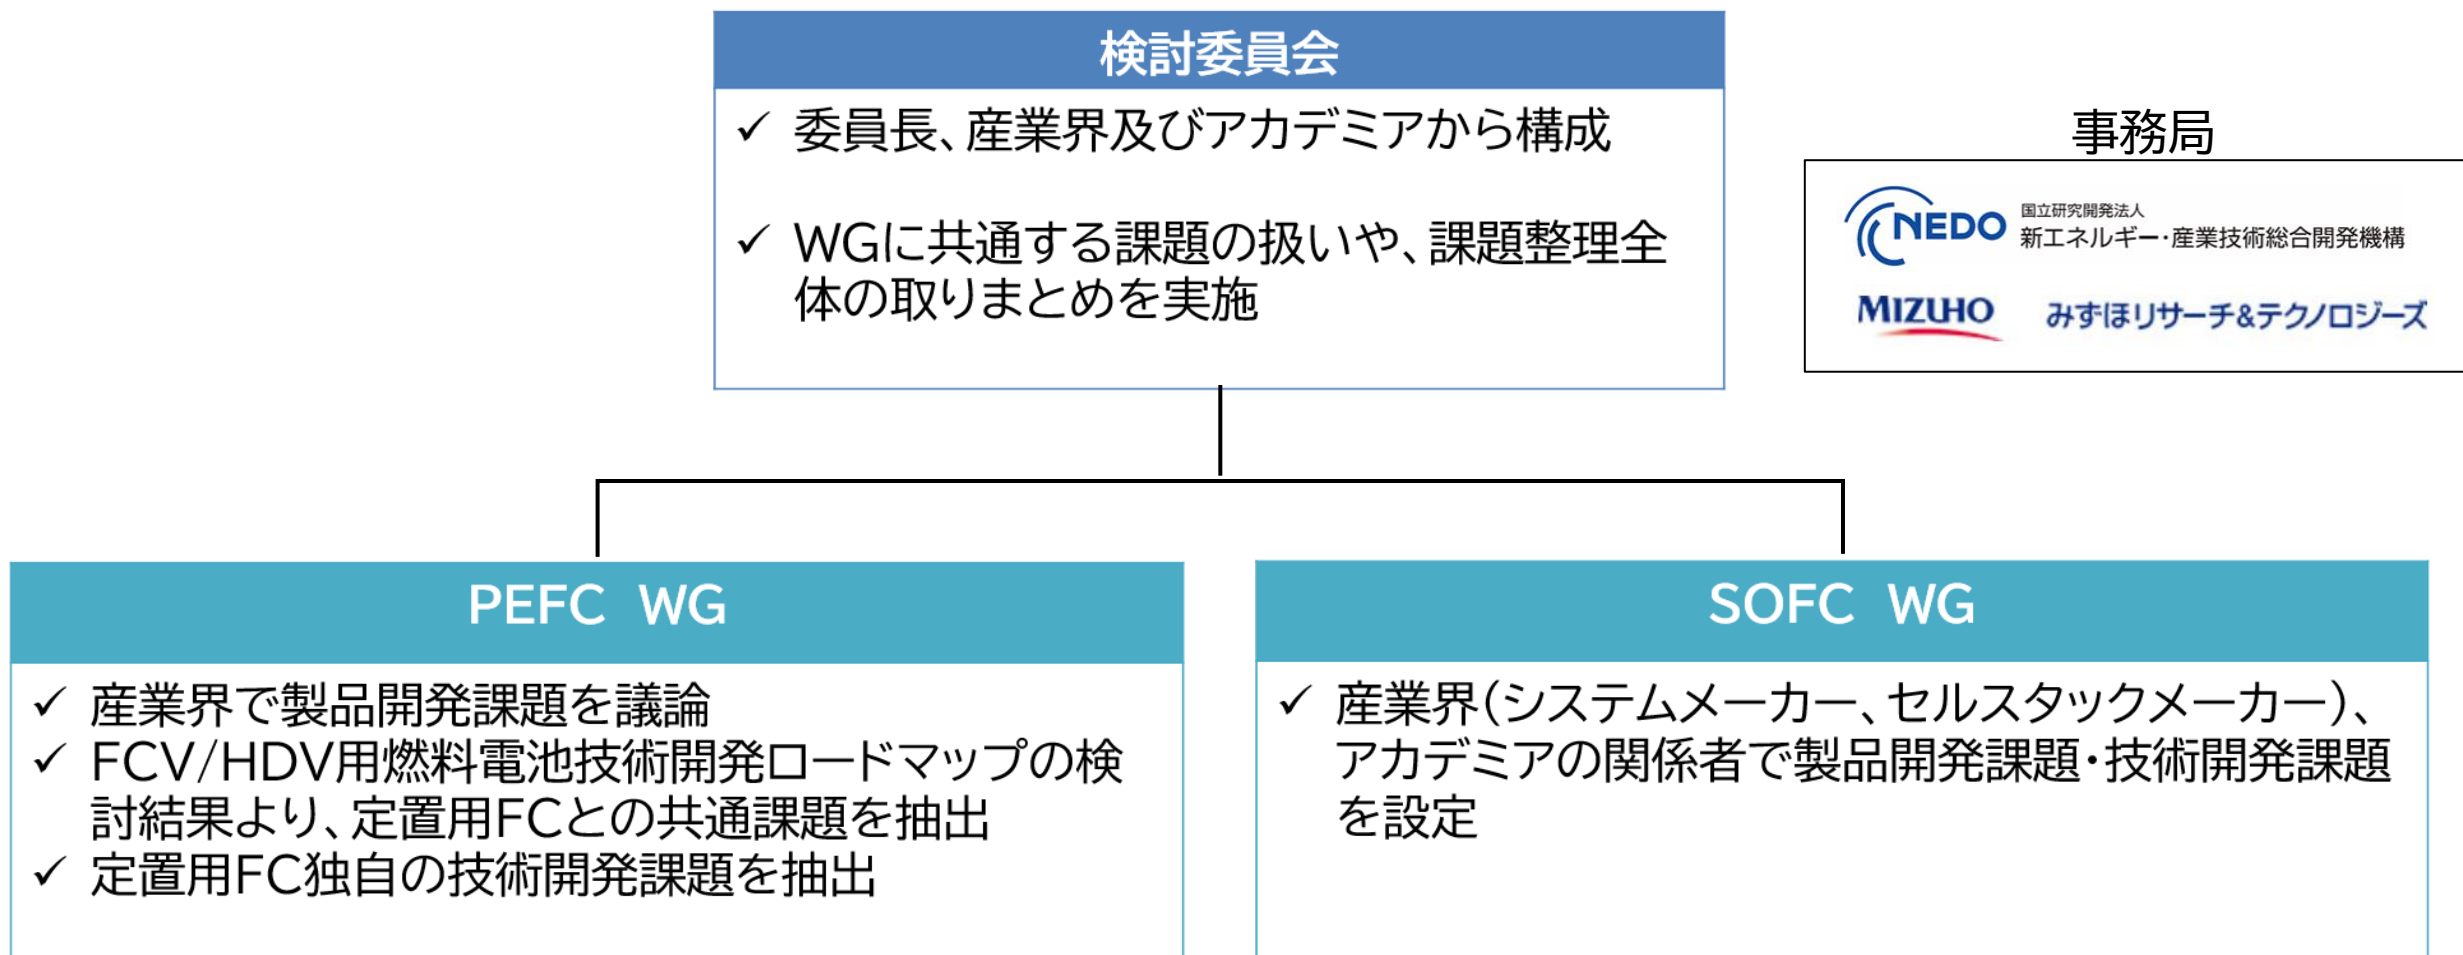 検討委員会
✓ 委員長、産業界及びアカデミアから構成
✓ WGに共通する課題の扱いや、課題整理全
体の取りまとめを実施
事務局
NEDO
国立研究開発法人
新エネルギー・産業技術総合開発機構
MIZUHO みずほリサーチ&テクノロジーズ
PEFC WG
✓ 産業界で製品開発課題を議論
✓ FCV/HDV用燃料電池技術開発ロードマップの検
討結果より、定置用FCとの共通課題を抽出
✓ 定置用FC独自の技術開発課題を抽出
SOFC WG
✓ 産業界(システムメーカー、セルスタックメーカー)、
アカデミアの関係者で製品開発課題・技術開発課題
を設定